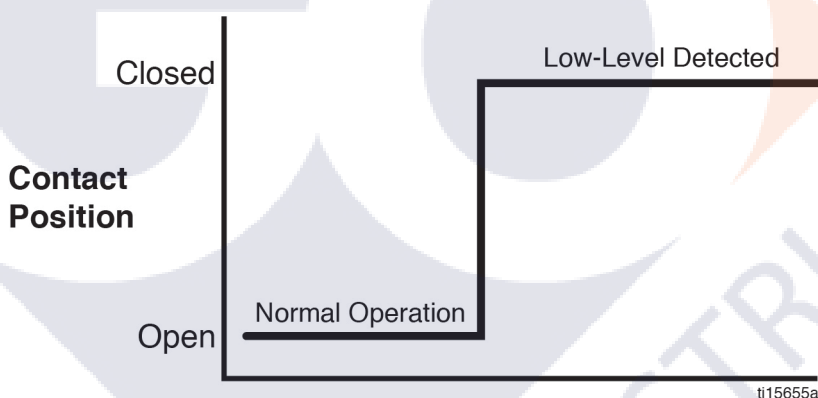 Closed
Low-Level Detected
Contact
Position
Normal Operation
Open
ti15655a